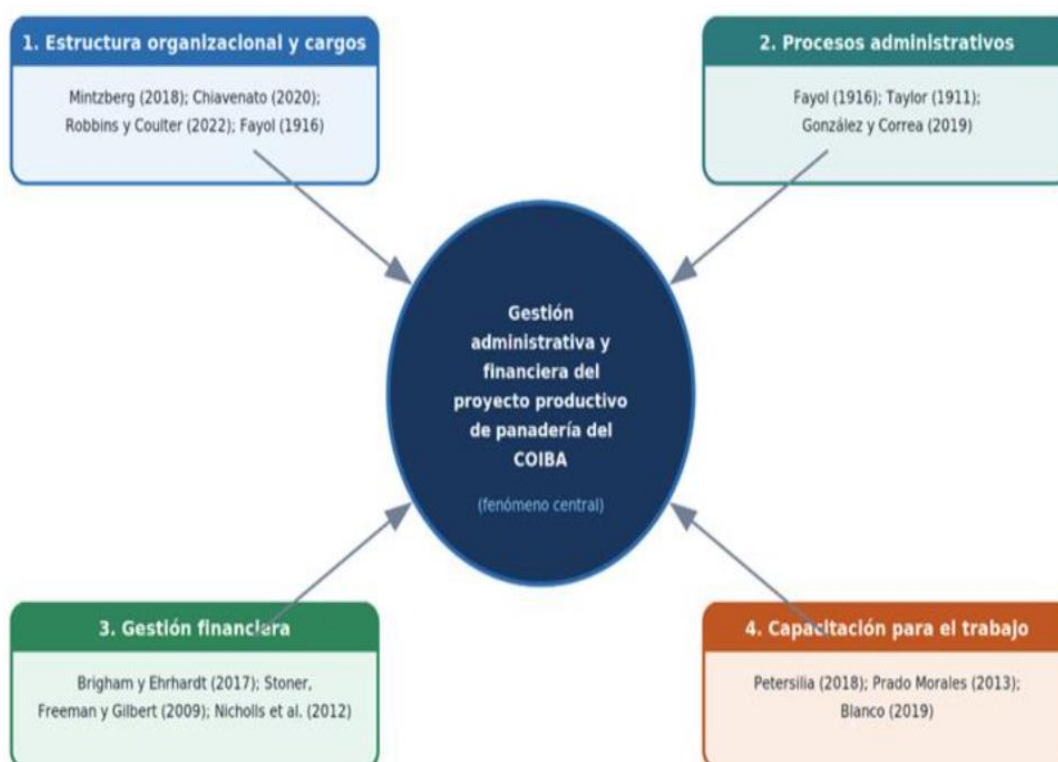 1. Estructura organizacional y cargos
Mintzberg (2018); Chiavenato (2020);
Robbins y Coulter (2022); Fayol (1916)
2. Procesos administrativos
Fayol (1916); Taylor (1911);
González y Correa (2019)
Gestión
administrativa y
financiera del
proyecto productivo
de panadería del
COIBA
(fenómeno central)
3. Gestión financiera
Brigham y Ehrhardt (2017); Stoner,
Freeman y Gilbert (2009); Nicholls et al. (2012)
4. Capacitación para el trabajo
Petersilia (2018); Prado Morales (2013);
Blanco (2019)